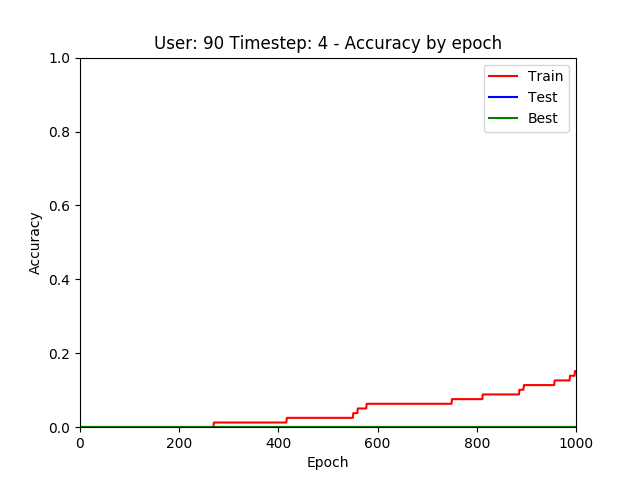 User: 90 Timestep: 4 - Accuracy by epoch
1.0
0.8
0.6
0.4
0.2
0.0
Accuracy
Train
Test
Best
0 200 400 600 800 1000
Epoch